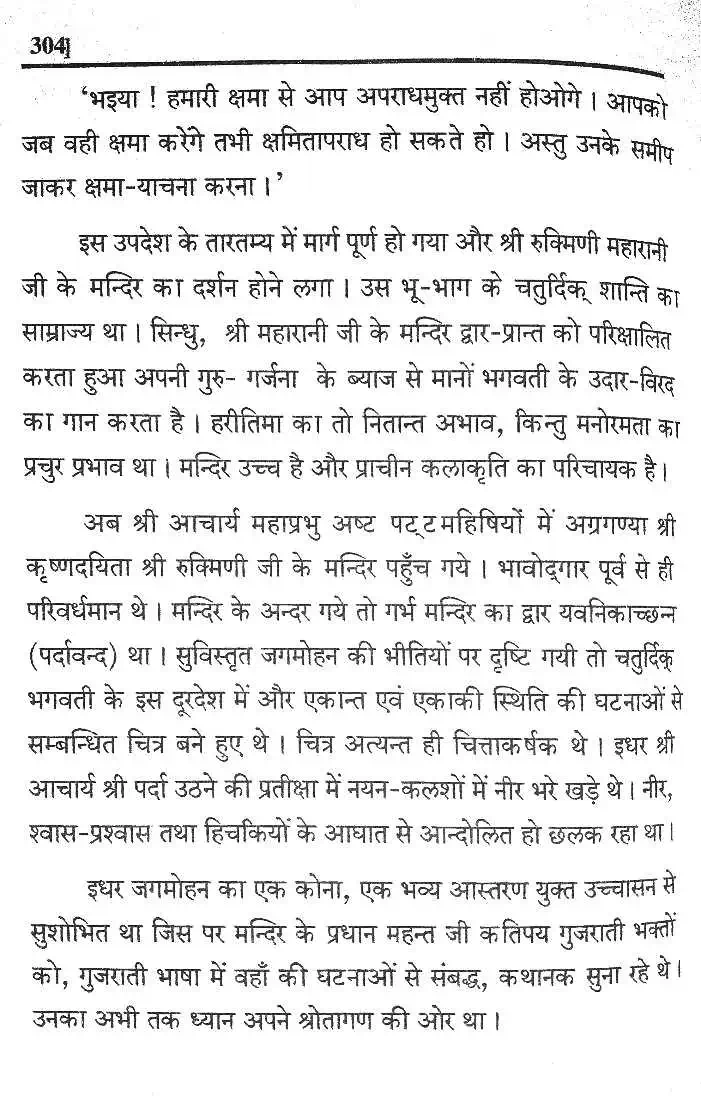 304]
'भइया ! हमारी क्षमा से आप अपराधमुक्त नहीं होओगे । आपको
जब वही क्षमा करेंगे तभी क्षमितापराध हो सकते हो । अस्तु उनके समीप
जाकर क्षमा-याचना करना ।'
इस उपदेश के तारतम्य में मार्ग पूर्ण हो गया और श्री रुक्मिणी महारानी
जी के मन्दिर का दर्शन होने लगा । उस भू-भाग के चतुर्दिक् शान्ति का
साम्राज्य था । सिन्धु, श्री महारानी जी के मन्दिर द्वार-प्रान्त को परिक्षालित
करता हुआ अपनी गुरु- गर्जना के ब्याज से मानों भगवती के उदार-विरद
का गान करता है । हरीतिमा का तो नितान्त अभाव, किन्तु मनोरमता का
प्रचुर प्रभाव था । मन्दिर उच्च है और प्राचीन कलाकृति का परिचायक है ।
अब श्री आचार्य महाप्रभु अष्ट पट्टमहिषियों में अग्रगण्या श्री
कृष्णदयिता श्री रुक्मिणी जी के मन्दिर पहुँच गये । भावोद्गार पूर्व से ही
परिवर्धमान थे । मन्दिर के अन्दर गये तो गर्भ मन्दिर का द्वार यवनिकाच्छन्न
(पर्दावन्द) था । सुविस्तृत जगमोहन की भीतियों पर दृष्टि गयी तो चतुर्दिक्
भगवती के इस दूरदेश में और एकान्त एवं एकाकी स्थिति की घटनाओं से
सम्बन्धित चित्र बने हुए थे । चित्र अत्यन्त ही चित्ताकर्षक थे । इधर श्री
आचार्य श्री पर्दा उठने की प्रतीक्षा में नयन-कलशों में नीर भरे खड़े थे । नीर,
श्वास-प्रश्वास तथा हिचकियों के आघात से आन्दोलित हो छलक रहा था ।
इधर जगमोहन का एक कोना, एक भव्य आस्तरण युक्त उच्चासन से
सुशोभित था जिस पर मन्दिर के प्रधान महन्त जी कतिपय गुजराती भक्तों
को, गुजराती भाषा में वहाँ की घटनाओं से संबद्ध, कथानक सुना रहे थे ।
उनका अभी तक ध्यान अपने श्रोतागण की ओर था ।